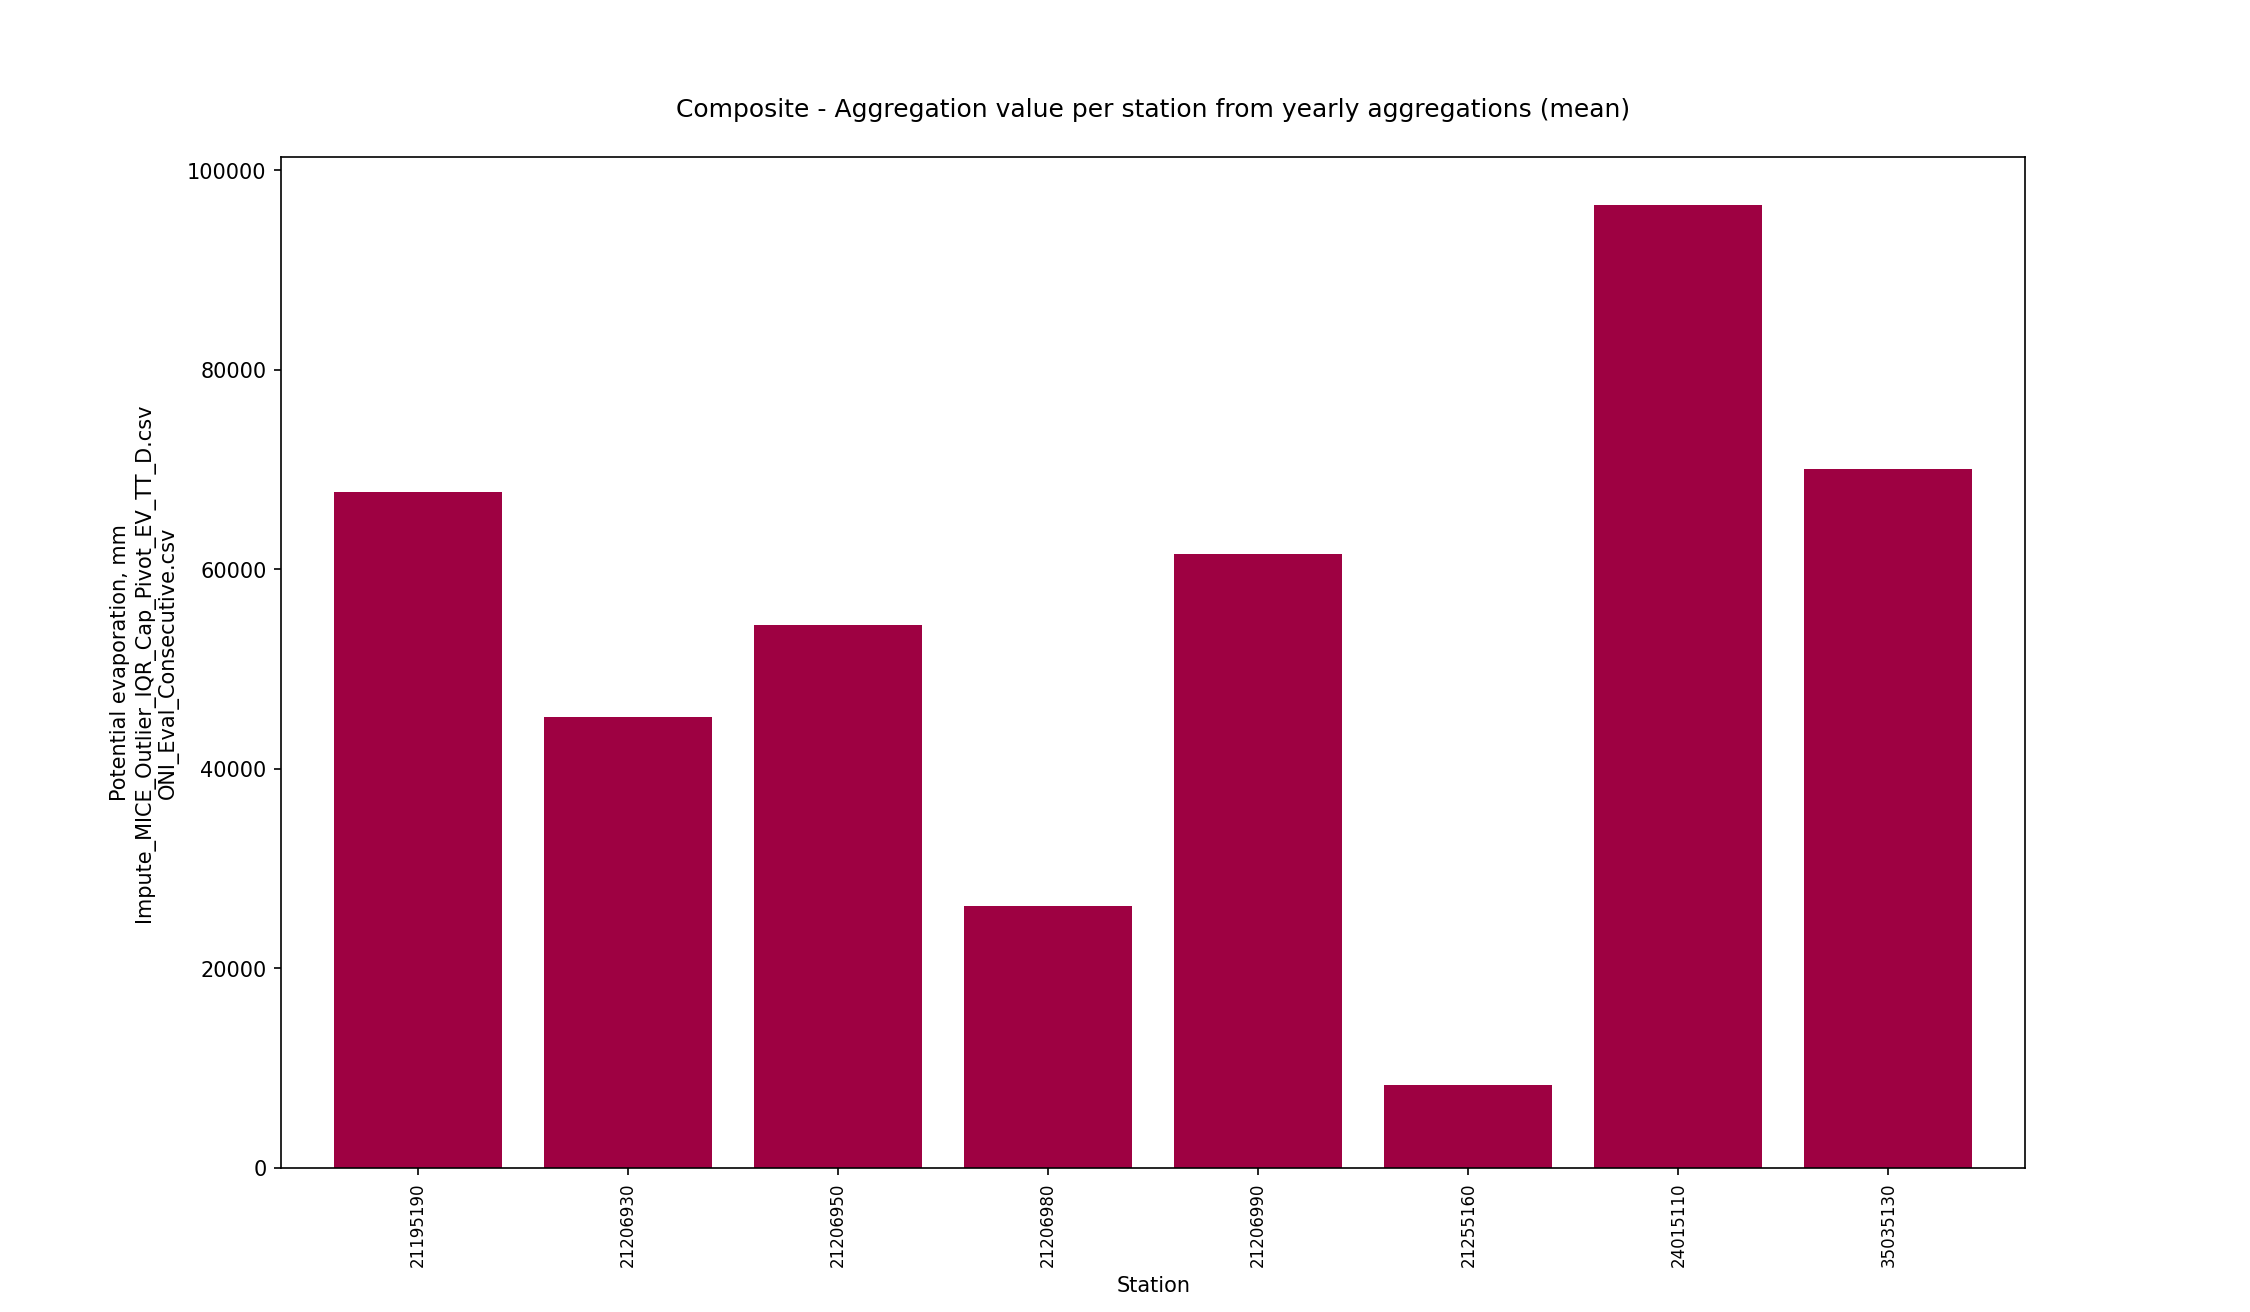 Composite - Aggregation value per station from yearly aggregations (mean)
100000
80000
60000
40000
20000
0
Potential evaporation, mm
Impute_MICE_Outlier_IQR_Cap_Pivot_EV_TT_D.csv
ONI_Eval_Consecutive.csv
21195190
21206930
21206950
21206980
21206990
21255160
24015110
35035130
Station